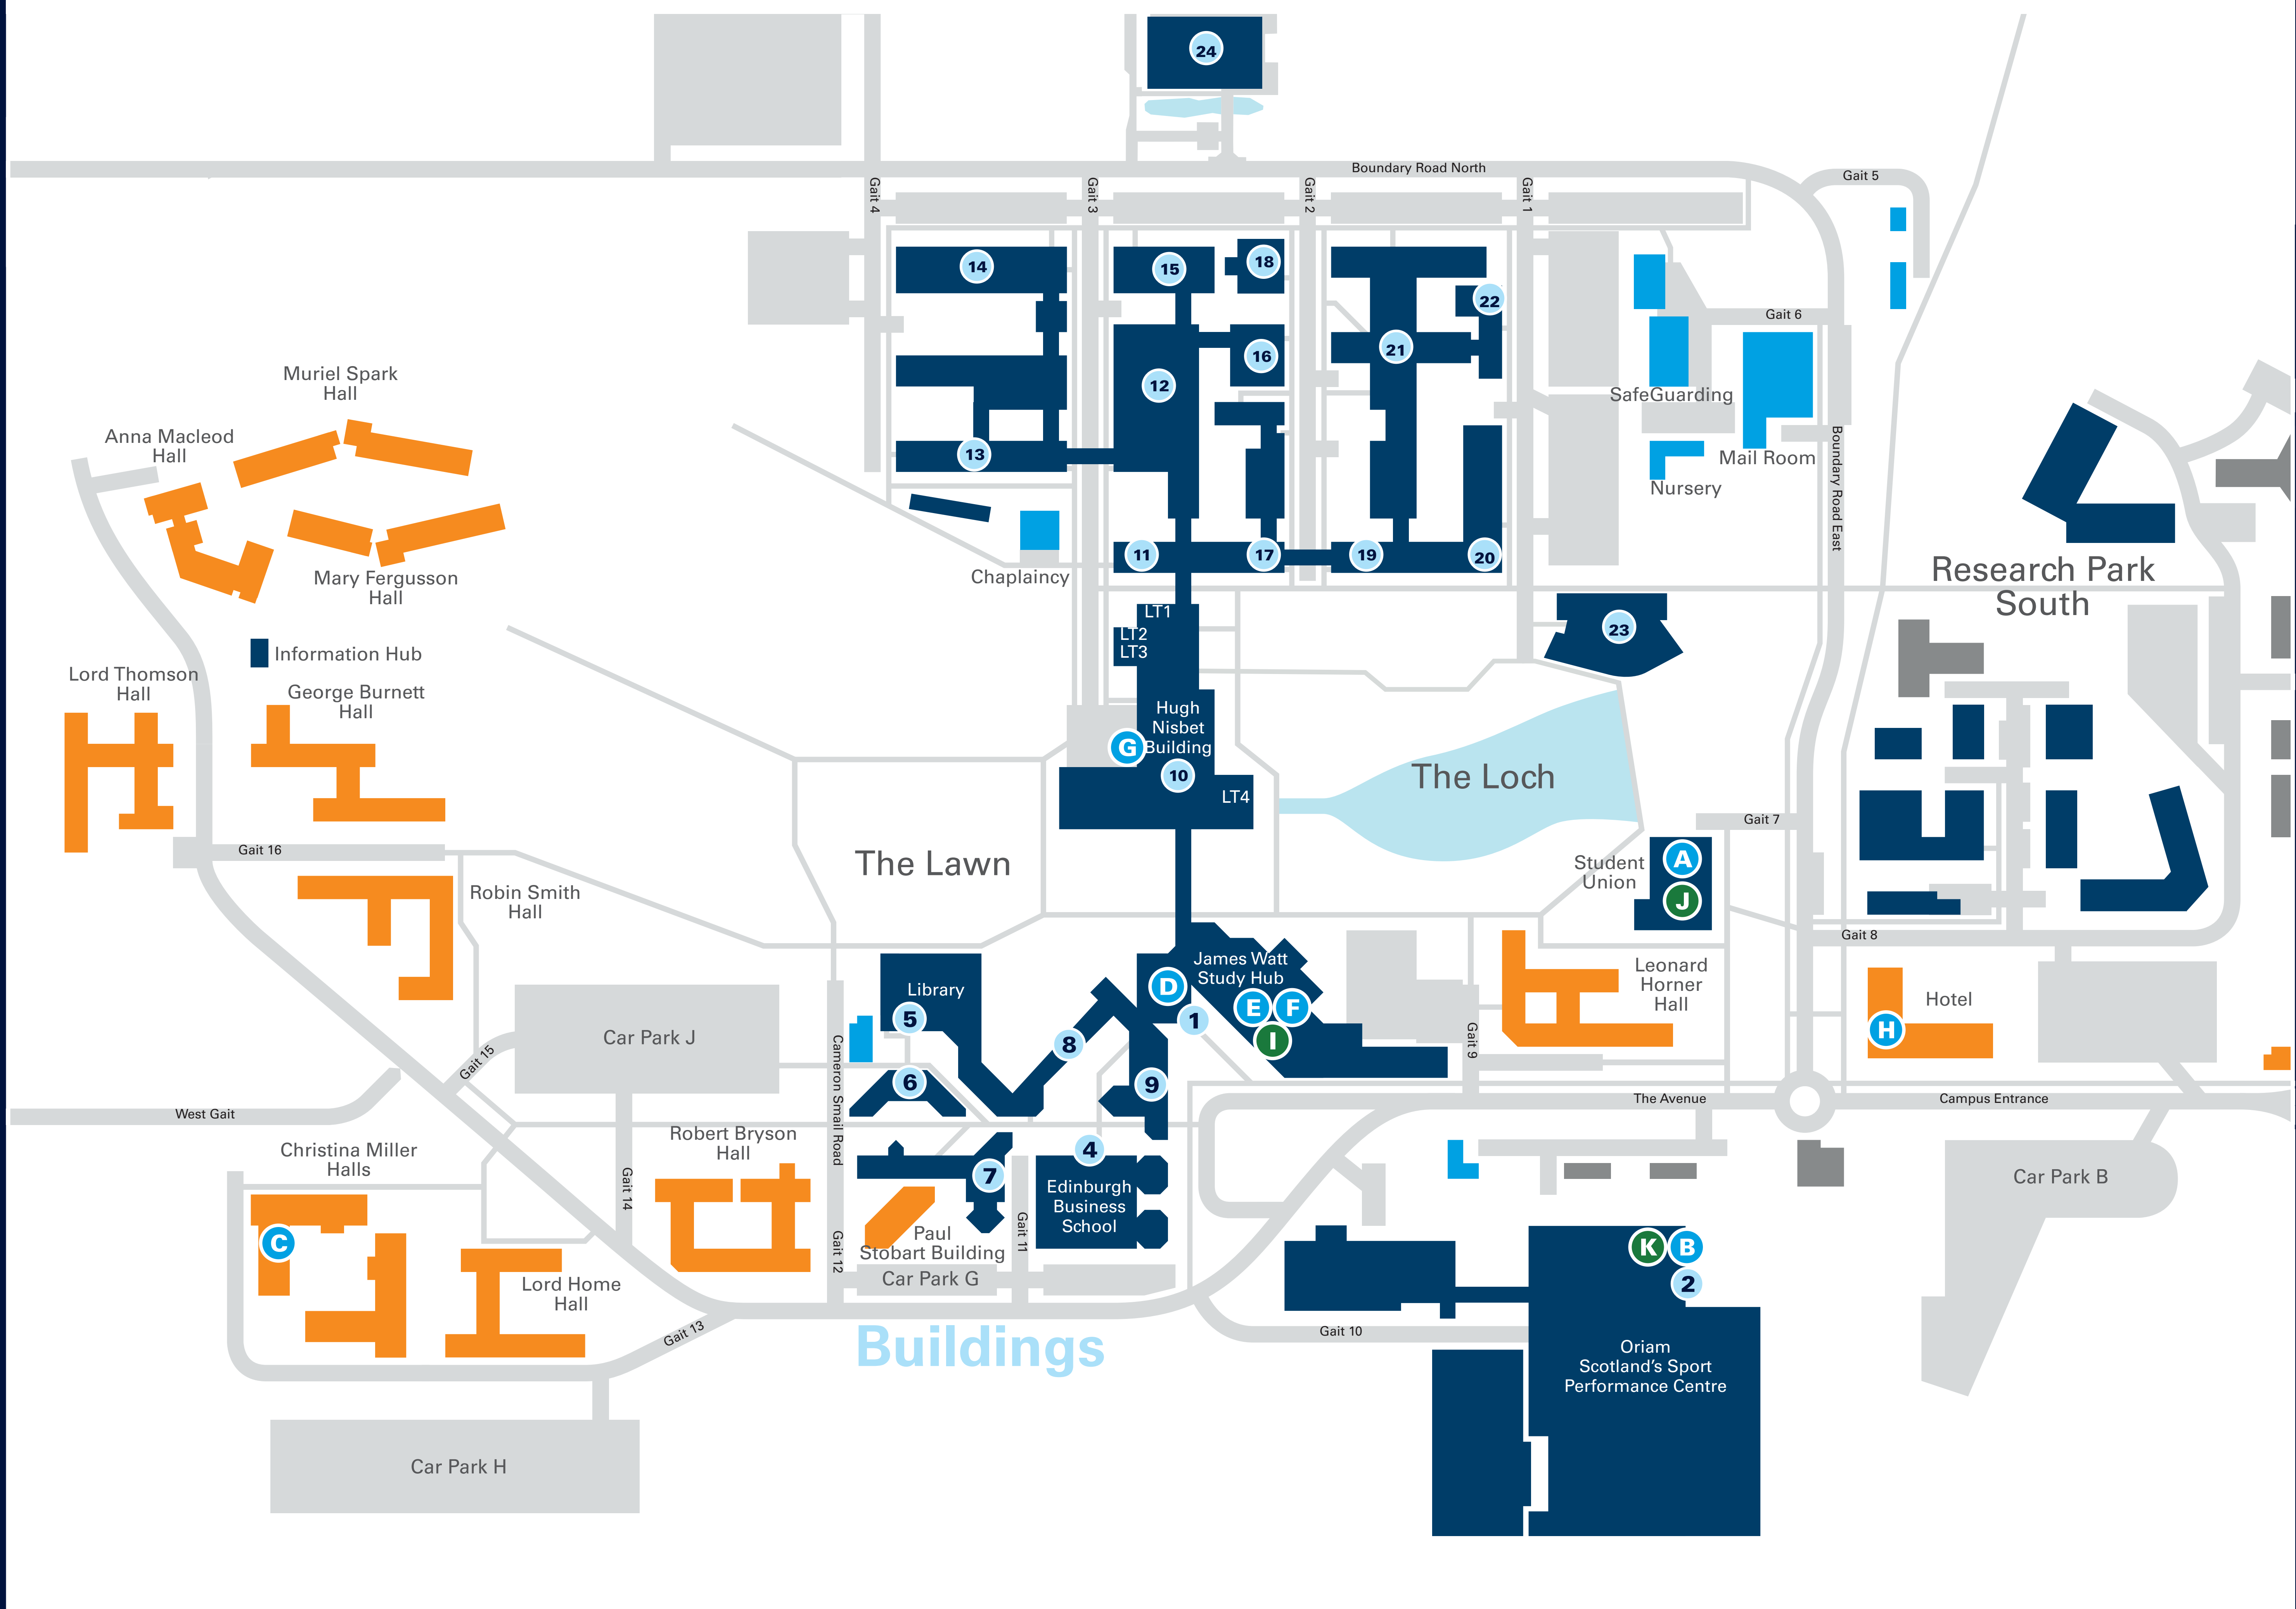 24
Boundary Road North
Gait 5
Gait 4
Gait 3
Gait 2
Gait 1
14
15
18
22
Gait 6
21
16
12
SafeGuarding
Muriel Spark
Hall
Anna Macleod
Hall
13
Mail Room
Nursery
Boundary Road East
11
17
19
20
Chaplaincy
Mary Fergusson
Hall
Research Park
South
LT1
LT2
LT3
23
Information Hub
Lord Thomson
Hall
George Burnett
Hall
Hugh
Nisbet
Building
G
10
LT4
The Loch
Gait 7
Gait 16
The Lawn
Student
Union
A
J
Robin Smith
Hall
Gait 8
James Watt
Study Hub
D
E
F
I
1
Library
5
Leonard
Horner
Hall
Hotel
H
Car Park J
Gait 15
Cameron Smail Road
8
6
9
Gait 9
West Gait
The Avenue
Campus Entrance
Christina Miller
Halls
Robert Bryson
Hall
4
7
Edinburgh
Business
School
Car Park B
Gait 14
C
Paul
Stobart Building
Gait 12
Gait 11
K
B
2
Car Park G
Lord Home
Hall
Gait 13
Gait 10
Buildings
Oriam
Scotland’s Sport
Performance Centre
Car Park H